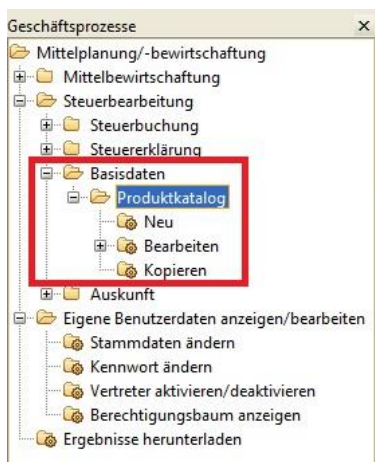 Geschäftsprozesse
Mittelplanung/-bewirtschaftung
Mittelbewirtschaftung
Steuerbearbeitung
Steuerbuchung
Steuererklärung
Basisdaten
Produktkatalog
Neu
Bearbeiten
Kopieren
Auskunft
Eigene Benutzerdaten anzeigen/bearbeiten
Stammdaten ändern
Kennwort ändern
Vertreter aktivieren/deaktivieren
Berechtigungsbaum anzeigen
Ergebnisse herunterladen